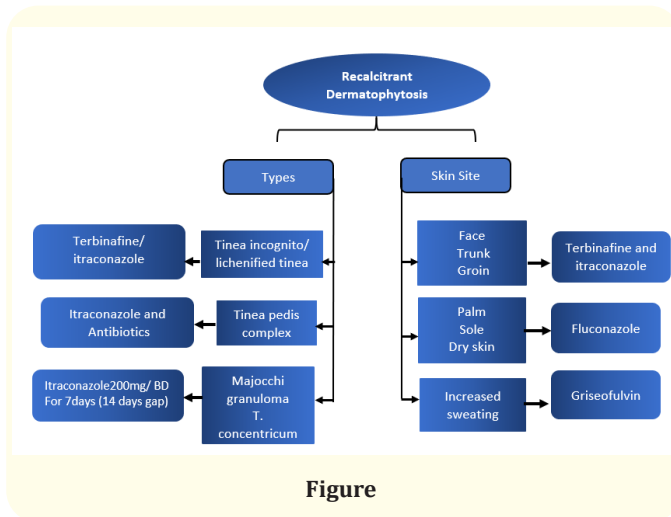 Recalcitrant
Dermatophytosis
Types
Skin Site
Terbinafine/
itraconazole
Tinea incognito/
lichenified tinea
Itraconazole and
Antibiotics
Tinea pedis
complex
Itraconazole200mg/ BD
For 7days (14 days gap)
Majocchi
granuloma
T.
concentricum
Face
Trunk
Groin
Terbinafine and
itraconazole
Palm
Sole
Dry skin
Fluconazole
Increased
sweating
Griseofulvin
Figure